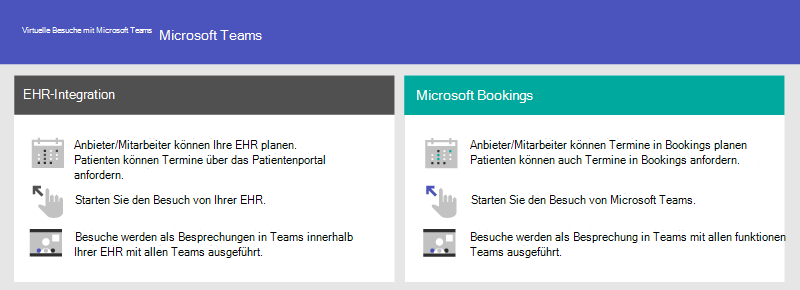 Virtuelle Besuche mit Microsoft Teams Microsoft Teams
EHR-Integration
Anbieter/Mitarbeiter können Ihre EHR planen.
Patienten können Termine über das Patientenportal
anfordern.
Starten Sie den Besuch von Ihrer EHR.
Besuche werden als Besprechungen in Teams innerhalb
Ihrer EHR mit allen Teams ausgeführt.
Microsoft Bookings
Anbieter/Mitarbeiter können Termine in Bookings planen
Patienten können auch Termine in Bookings anfordern.
Starten Sie den Besuch von Microsoft Teams.
Besuche werden als Besprechung in Teams mit allen funktionen
Teams ausgeführt.